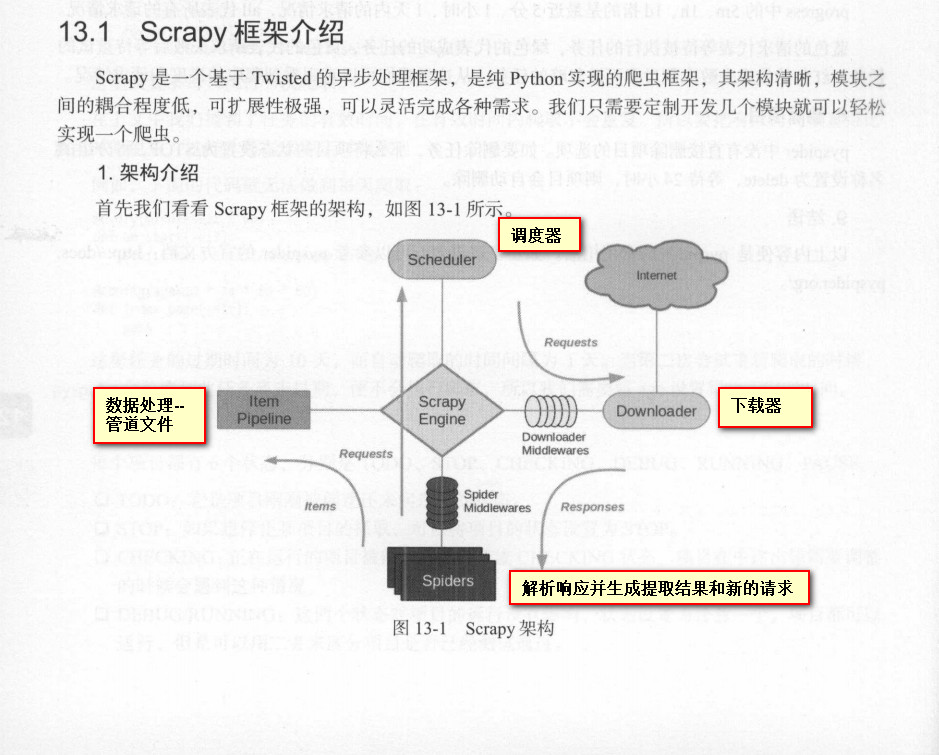 13.1 Scrapy 框架介绍
Scrapy 是一个基于 Twisted 的异步处理框架，是纯 Python 实现的爬虫框架，其架构清晰，模块之
间的耦合程度低，可扩展性极强，可以灵活完成各种需求。我们只需要定制开发几个模块就可以轻松
实现一个爬虫。
1. 架构介绍
首先我们看看 Scrapy 框架的架构，如图 13-1 所示。
调度器
Scheduler
Internet
Requests
数据处理--
管道文件
Item
Pipeline
Scrapy
Engine
Downloader
下载器
Downloader
Middlewares
Requests
Items
Spider
Middlewares
Responses
Spiders
解析响应并生成提取结果和新的请求
图 13-1 Scrapy 架构